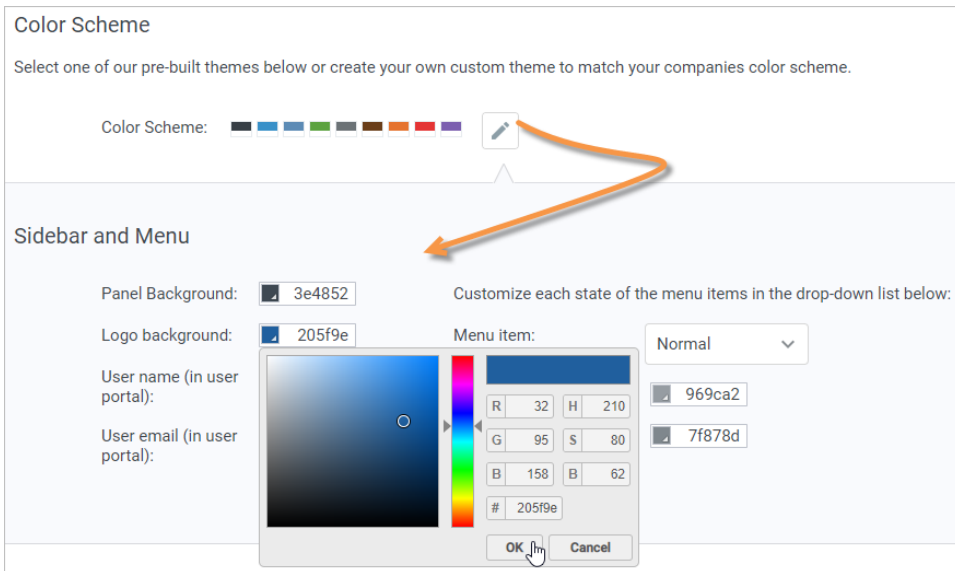 Color Scheme
Select one of our pre-built themes below or create your own custom theme to match your companies color scheme.
Color Scheme:
Sidebar and Menu
Panel Background: 3e4852 Customize each state of the menu items in the drop-down list below:
Logo background: 205f9e Menu item: Normal
User name (in user
portal):
969ca2
User email (in user
portal):
7f878d
R 32 H 210
G 95 S 80
B 158 B 62
# 205f9e
OK Cancel